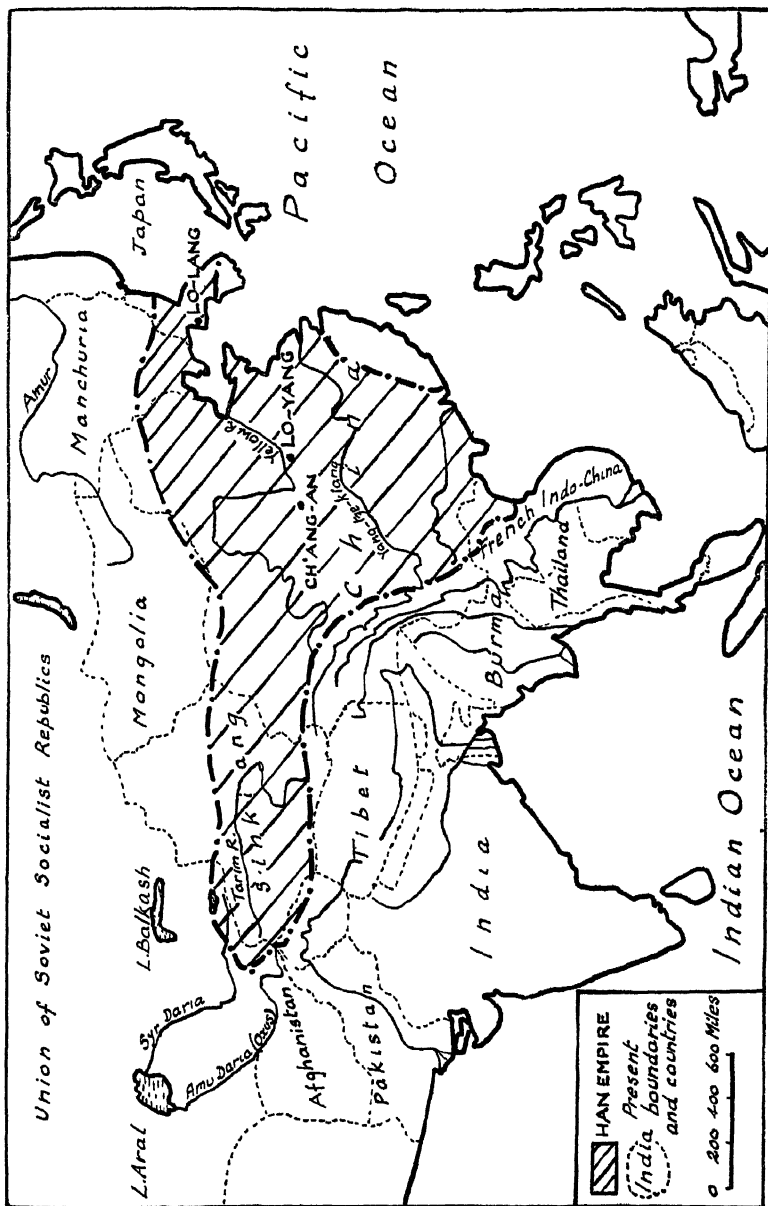 Union of Soviet Socialist Republics
L. Aral
Syr Daria
Amu Daria (Oxus)
L. Balkash
Mongolia
Manchuria
Amur
Japan
LO-LANG
Pacific
Ocean
Sinkiang
Tarim R.
Yellow R.
LO-YANG
CH'ANG-AN
China
Yang-tse-kiang
Afghanistan
Pakistan
Tibet
India
Burma
Thailand
French Indo-China
Indian Ocean
HAN EMPIRE
India Present
boundaries
and countries
0 200 400 600 Miles